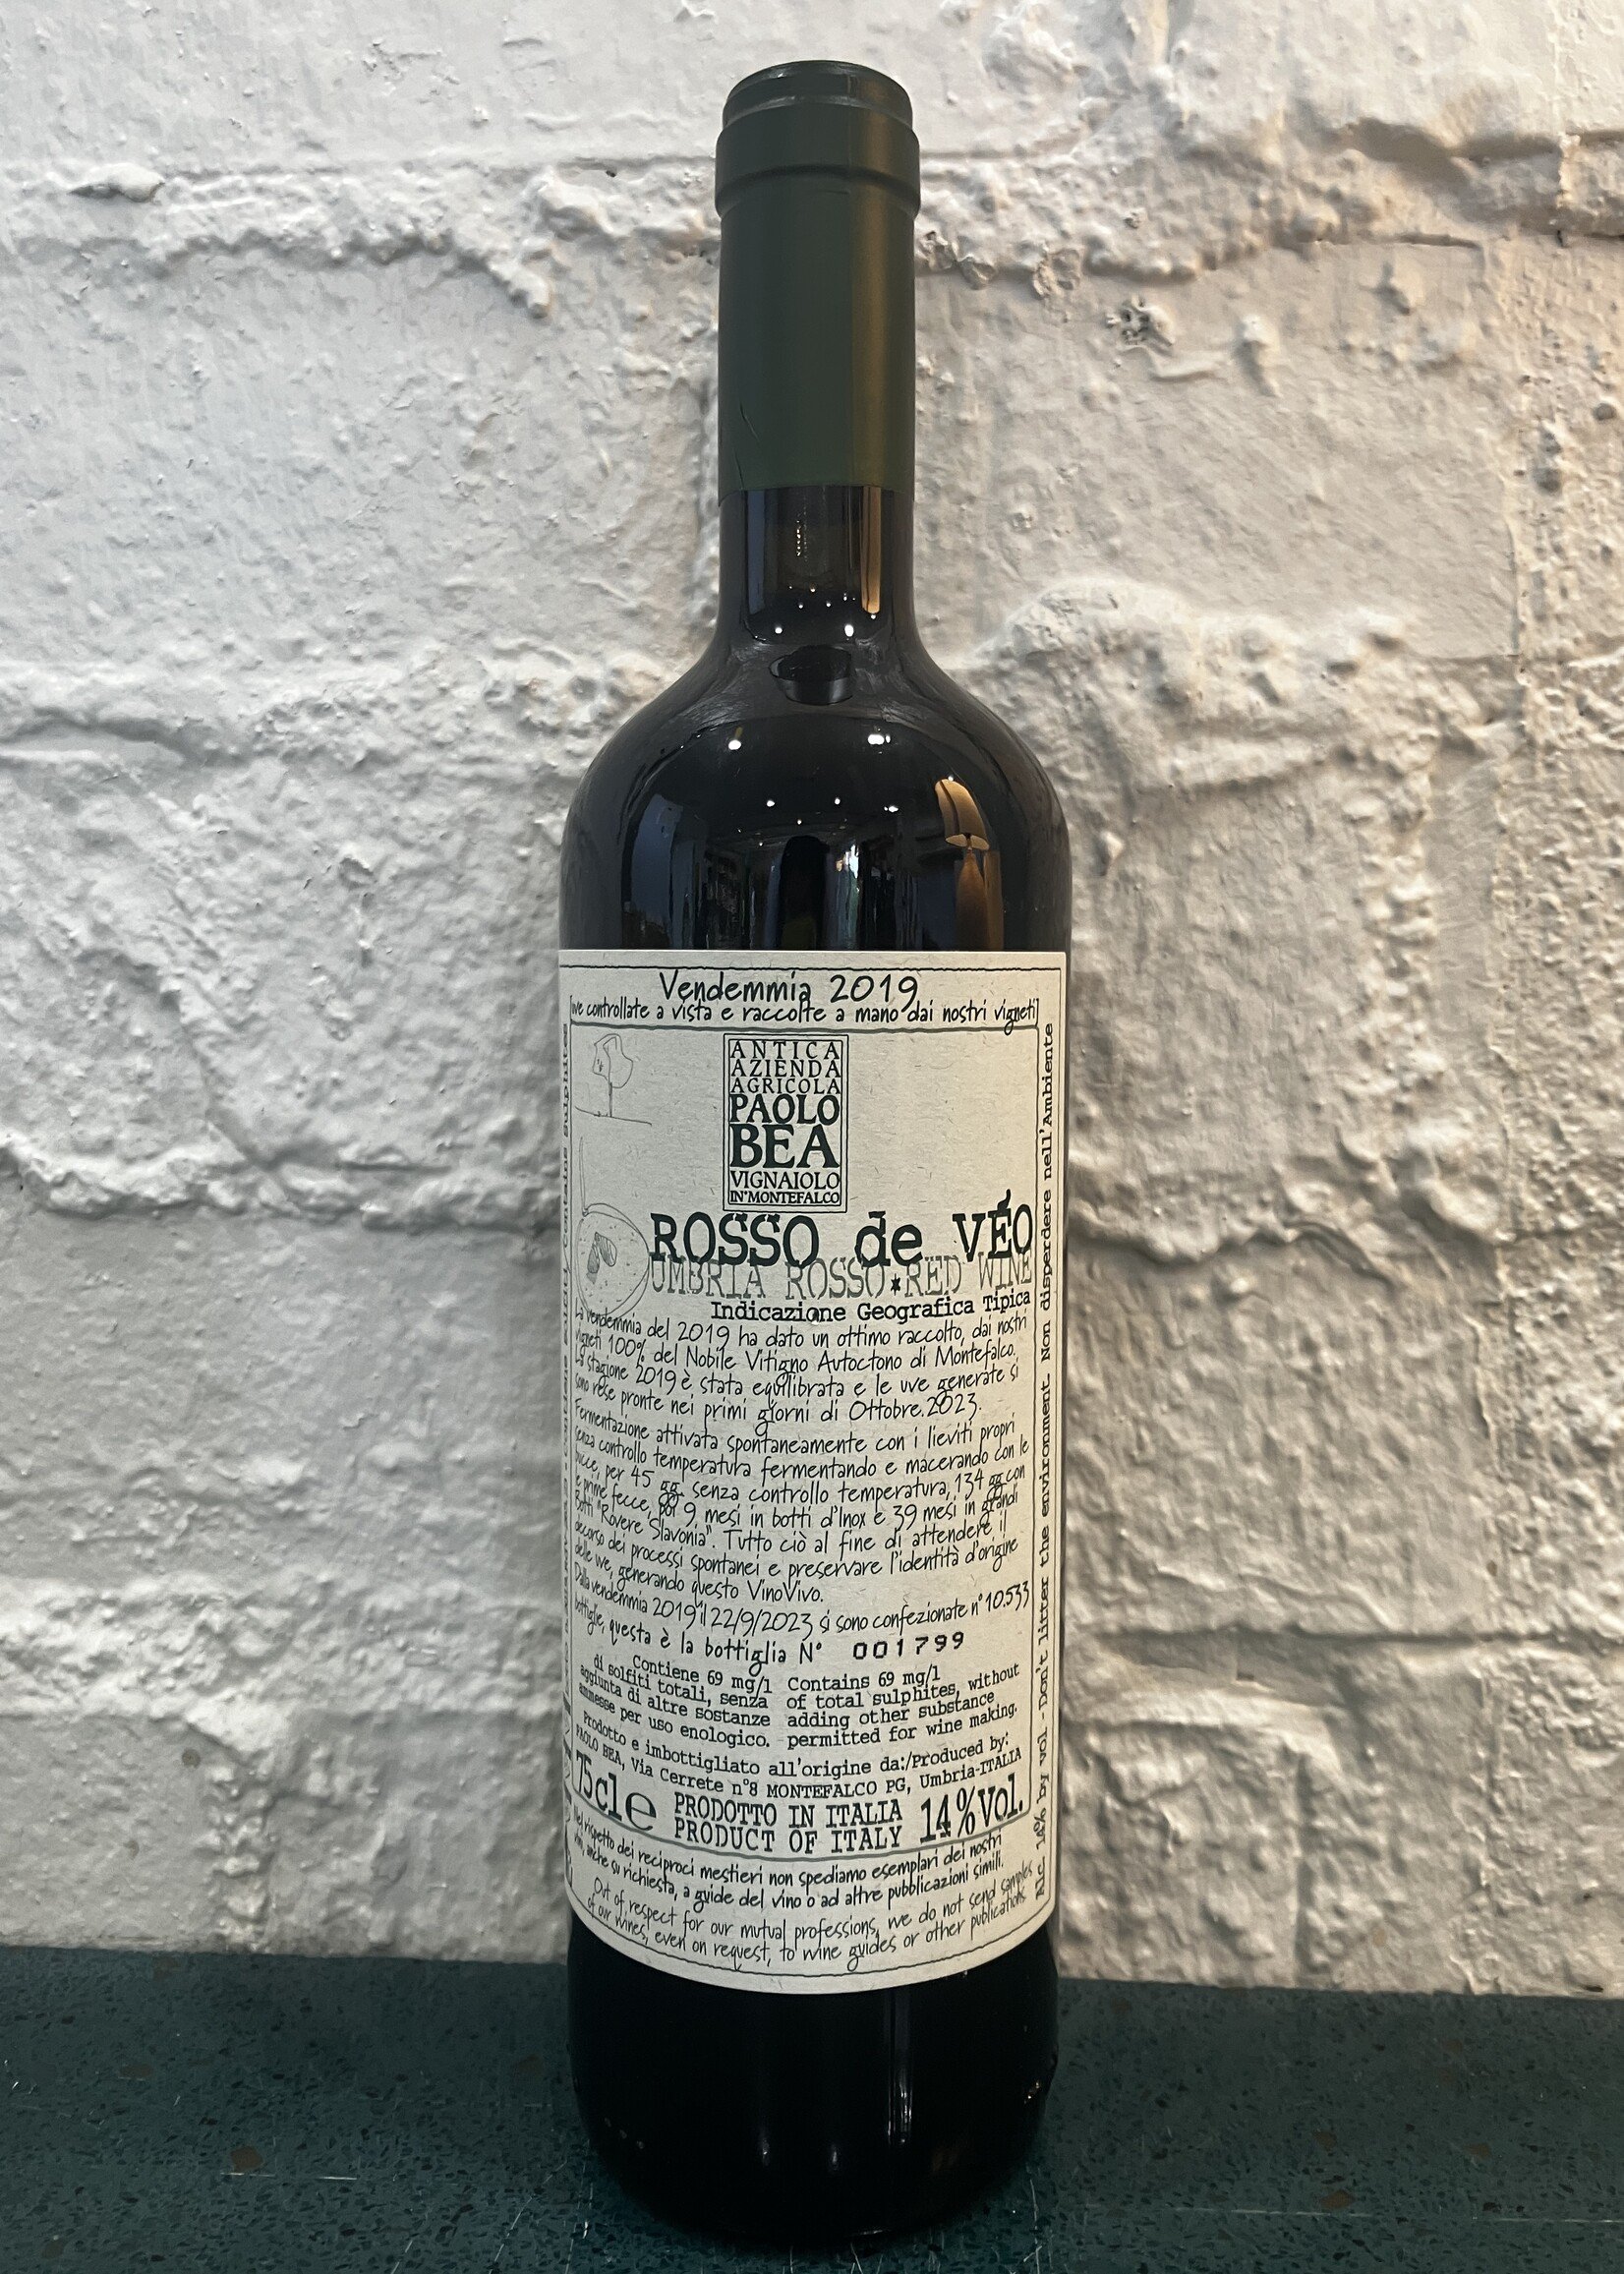 Vendemmia 2019
[uve controllate a vista e raccolte a mano dai nostri vigneti]
ANTICA
AZIENDA
AGRICOLA
PAOLO
BEA
VIGNAIOLO
IN*MONTEFALCO
ROSSO de VÉO
UMBRIA ROSSO*RED WINE
Indicazione Geografica Tipica
La vendemmia del 2019 ha dato un ottimo raccolto, dai nostri
vigneti 100% del Nobile Vitigno Autoctono di Montefalco.
La stagione 2019 è stata equilibrata e le uve generate si
sono rese pronte nei primi giorni di Ottobre.2023.
Fermentazione attivata spontaneamente con i lieviti propri
senza controllo temperatura fermentando e macerando con le
bucce, per 45 gg. senza controllo temperatura, 134 gg con
le prime fecce, poi 9, mesi in botti d'Inox e 39 mesi in grandi
Botti "Rovere Slavonia". Tutto ciò al fine di attendere il
decorso dei processi spontanei e preservare l'identità d'origine
delle uve, generando questo VinoVivo.
Dalla vendemmia 2019 il 22/9/2023 si sono confezionate n° 10.533
bottiglie, questa è la bottiglia N° 001799
Contiene 69 mg/l
di solfiti totali, senza
aggiunta di altre sostanze
ammesse per uso enologico.
Contains 69 mg/l
of total sulphites, without
adding other substance
permitted for wine making.
Prodotto e imbottigliato all'origine da:/Produced by:
PAOLO BEA, Via Cerrete n°8 MONTEFALCO PG, Umbria-ITALIA
75cl e PRODOTTO IN ITALIA 14%Vol.
PRODUCT OF ITALY
Nel rispetto dei reciproci mestieri non spediamo esemplari dei nostri
vini, anche su richiesta, a guide del vino o ad altre pubblicazioni simili.
Out of respect for our mutual professions, we do not send samples
of our wines, even on request, to wine guides or other publications.
Alc. 14% by vol - Don't litter the environment. Non disperdere nell'Ambiente
Sulphites